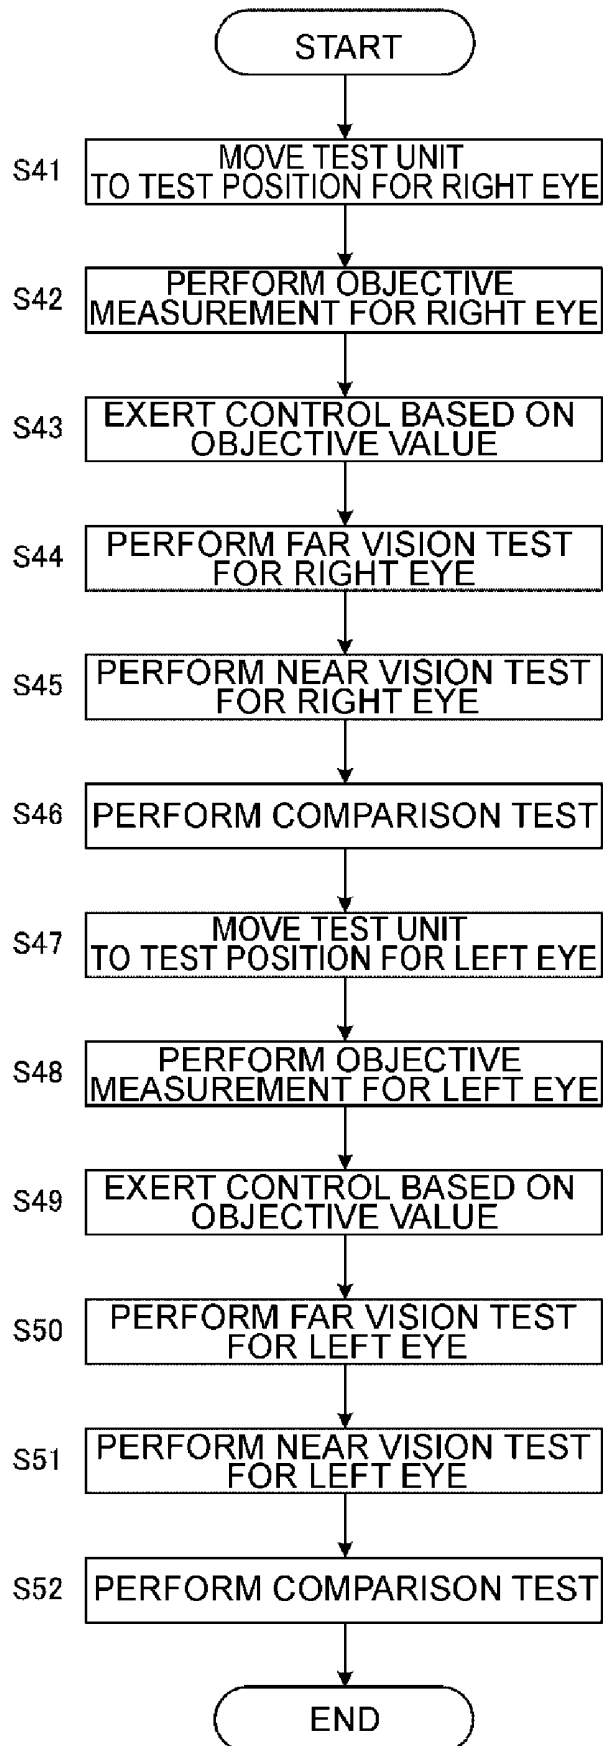 START
S41
MOVE TEST UNIT
TO TEST POSITION FOR RIGHT EYE
S42
PERFORM OBJECTIVE
MEASUREMENT FOR RIGHT EYE
S43
EXERT CONTROL BASED ON
OBJECTIVE VALUE
S44
PERFORM FAR VISION TEST
FOR RIGHT EYE
S45
PERFORM NEAR VISION TEST
FOR RIGHT EYE
S46
PERFORM COMPARISON TEST
S47
MOVE TEST UNIT
TO TEST POSITION FOR LEFT EYE
S48
PERFORM OBJECTIVE
MEASUREMENT FOR LEFT EYE
S49
EXERT CONTROL BASED ON
OBJECTIVE VALUE
S50
PERFORM FAR VISION TEST
FOR LEFT EYE
S51
PERFORM NEAR VISION TEST
FOR LEFT EYE
S52
PERFORM COMPARISON TEST
END